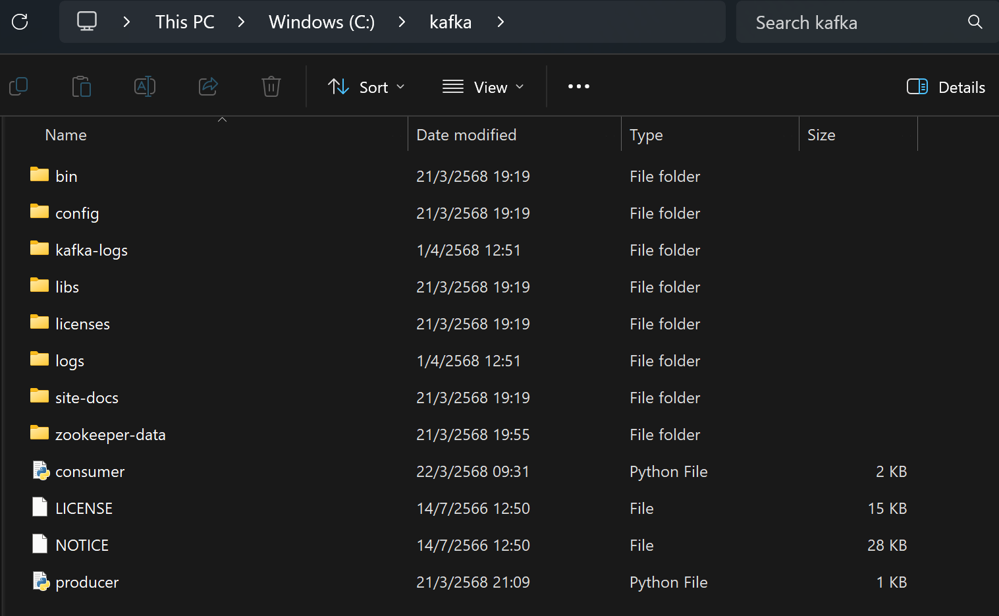 This PC > Windows (C:) > kafka > Search kafka
Sort View ••• Details
Name Date modified Type Size
bin 21/3/2568 19:19 File folder
config 21/3/2568 19:19 File folder
kafka-logs 1/4/2568 12:51 File folder
libs 21/3/2568 19:19 File folder
licenses 21/3/2568 19:19 File folder
logs 1/4/2568 12:51 File folder
site-docs 21/3/2568 19:19 File folder
zookeeper-data 21/3/2568 19:55 File folder
consumer 22/3/2568 09:31 Python File 2 KB
LICENSE 14/7/2566 12:50 File 15 KB
NOTICE 14/7/2566 12:50 File 28 KB
producer 21/3/2568 21:09 Python File 1 KB